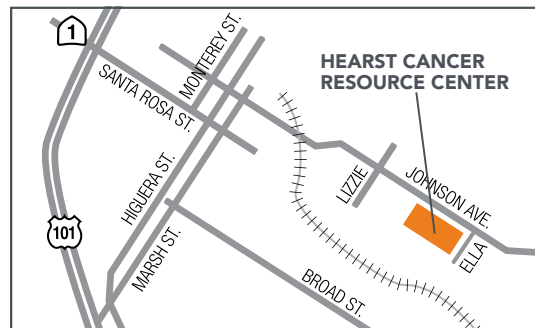 1
MONTEREY ST.
SANTA ROSA ST.
HEARST CANCER
RESOURCE CENTER
HIGUERA ST.
LIZZIE
JOHNSON AVE.
101
MARSH ST.
ELLA
BROAD ST.